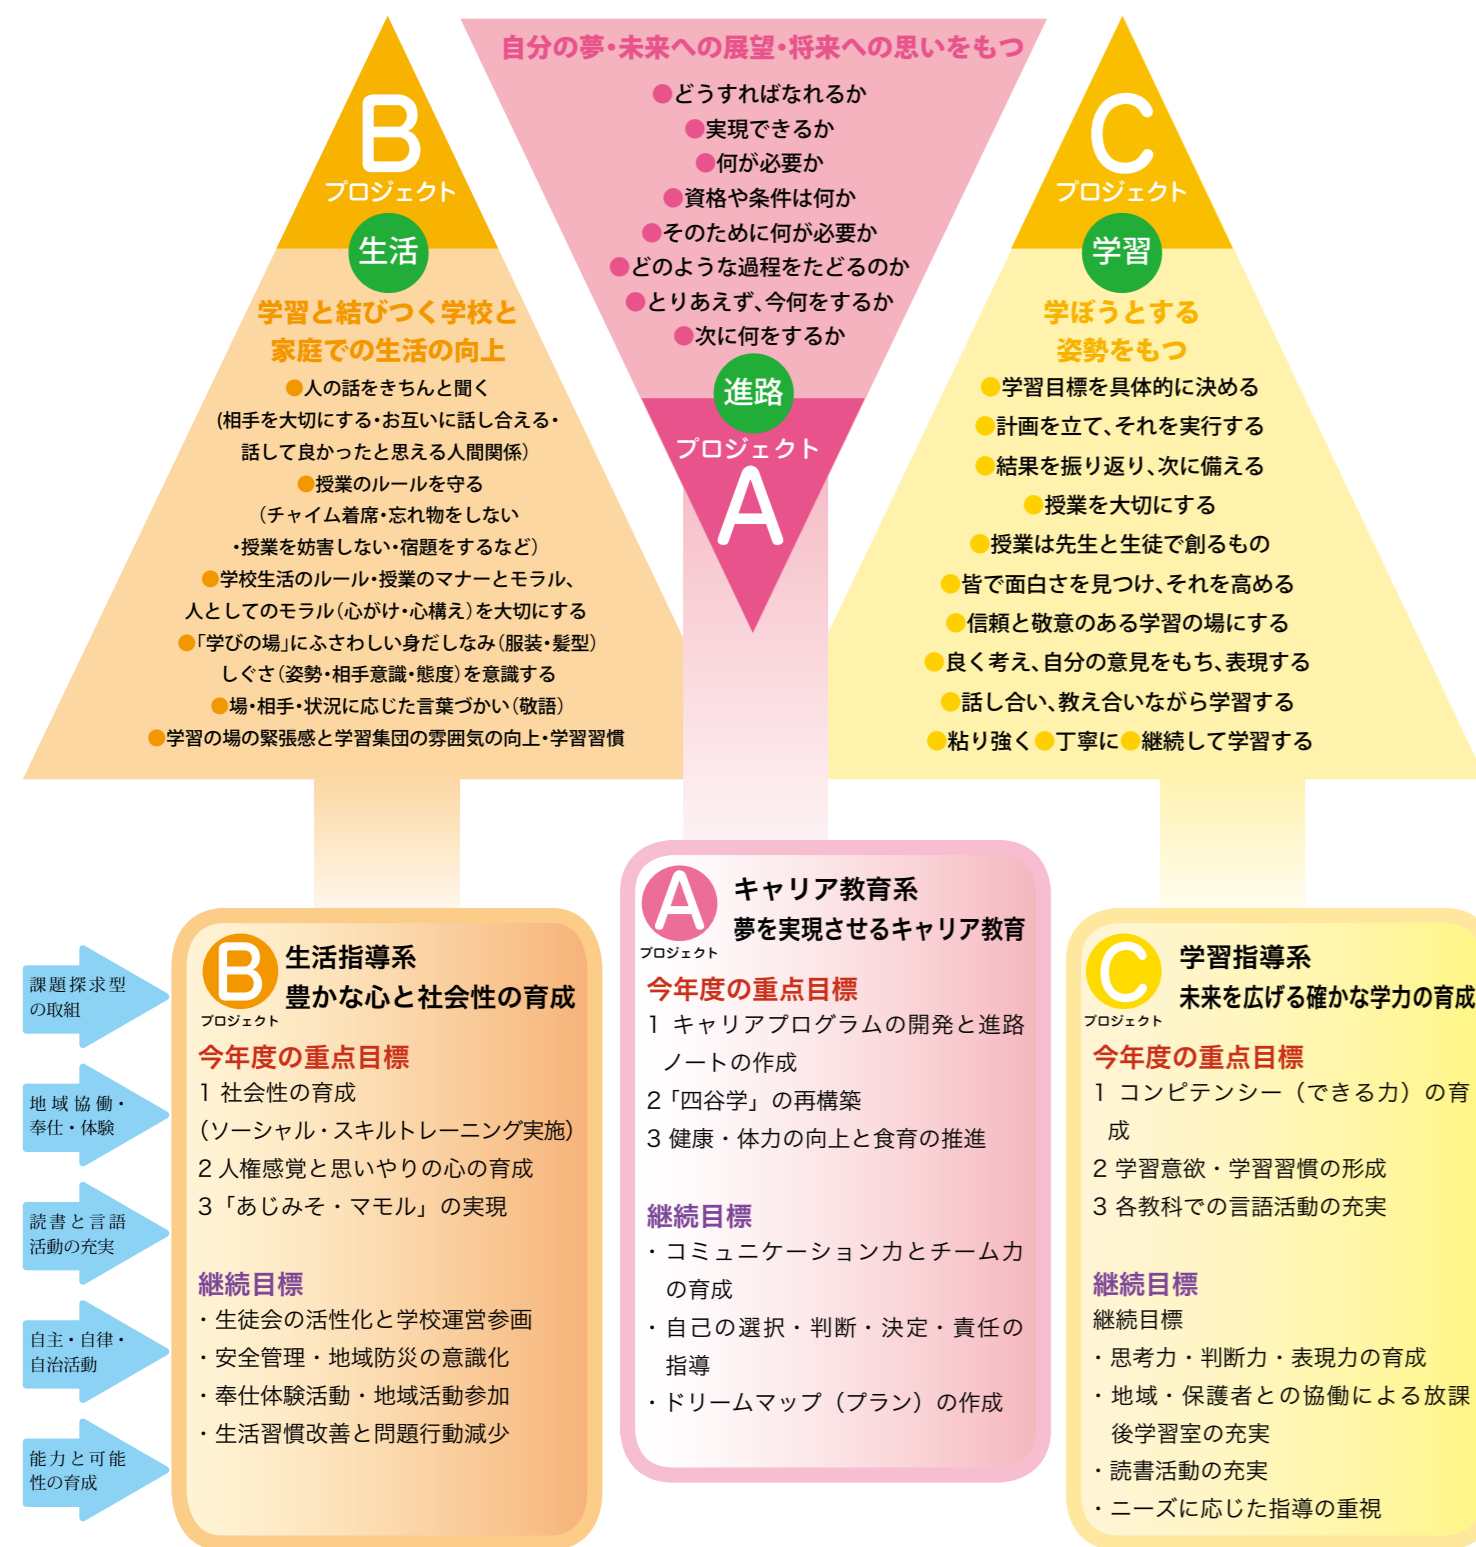 B
プロジェクト
生活
学習と結びつく学校と
家庭での生活の向上
●人の話をきちんと聞く
(相手を大切にする・お互いに話し合える・
話して良かったと思える人間関係）
●授業のルールを守る
（チャイム着席・忘れ物をしない
・授業を妨害しない・宿題をするなど）
●学校生活のルール・授業のマナーとモラル、
人としてのモラル（心がけ・心構え）を大切にする
●「学びの場」にふさわしい身だしなみ（服装・髪型）
しぐさ（姿勢・相手意識・態度）を意識する
●場・相手・状況に応じた言葉づかい（敬語）
●学習の場の緊張感と学習集団の雰囲気の向上・学習習慣
自分の夢・未来への展望・将来への思いをもつ
●どうすればなれるか
●実現できるか
●何が必要か
●資格や条件は何か
●そのために何が必要か
●どのような過程をたどるのか
●とりあえず、今何をするか
●次に何をするか
進路
プロジェクト
A
C
プロジェクト
学習
学ぼうとする
姿勢をもつ
●学習目標を具体的に決める
●計画を立て、それを実行する
●結果を振り返り、次に備える
●授業を大切にする
●授業は先生と生徒で創るもの
●皆で面白さを見つけ、それを高める
●信頼と敬意のある学習の場にする
●良く考え、自分の意見をもち、表現する
●話し合い、教え合いながら学習する
●粘り強く●丁寧に●継続して学習する
課題探求型
の取組
地域協働・
奉仕・体験
読書と言語
活動の充実
自主・自律・
自治活動
能力と可能
性の育成
B
プロジェクト
生活指導系
豊かな心と社会性の育成
今年度の重点目標
1 社会性の育成
（ソーシャル・スキルトレーニング実施）
2 人権感覚と思いやりの心の育成
3「あじみそ・マモル」の実現
継続目標
・生徒会の活性化と学校運営参画
・安全管理・地域防災の意識化
・奉仕体験活動・地域活動参加
・生活習慣改善と問題行動減少
A
プロジェクト
キャリア教育系
夢を実現させるキャリア教育
今年度の重点目標
1 キャリアプログラムの開発と進路
ノートの作成
2「四谷学」の再構築
3 健康・体力の向上と食育の推進
継続目標
・コミュニケーション力とチーム力
の育成
・自己の選択・判断・決定・責任の
指導
・ドリームマップ（プラン）の作成
C
プロジェクト
学習指導系
未来を広げる確かな学力の育成
今年度の重点目標
1 コンピテンシー（できる力）の育
成
2 学習意欲・学習習慣の形成
3 各教科での言語活動の充実
継続目標
継続目標
・思考力・判断力・表現力の育成
・地域・保護者との協働による放課
後学習室の充実
・読書活動の充実
・ニーズに応じた指導の重視